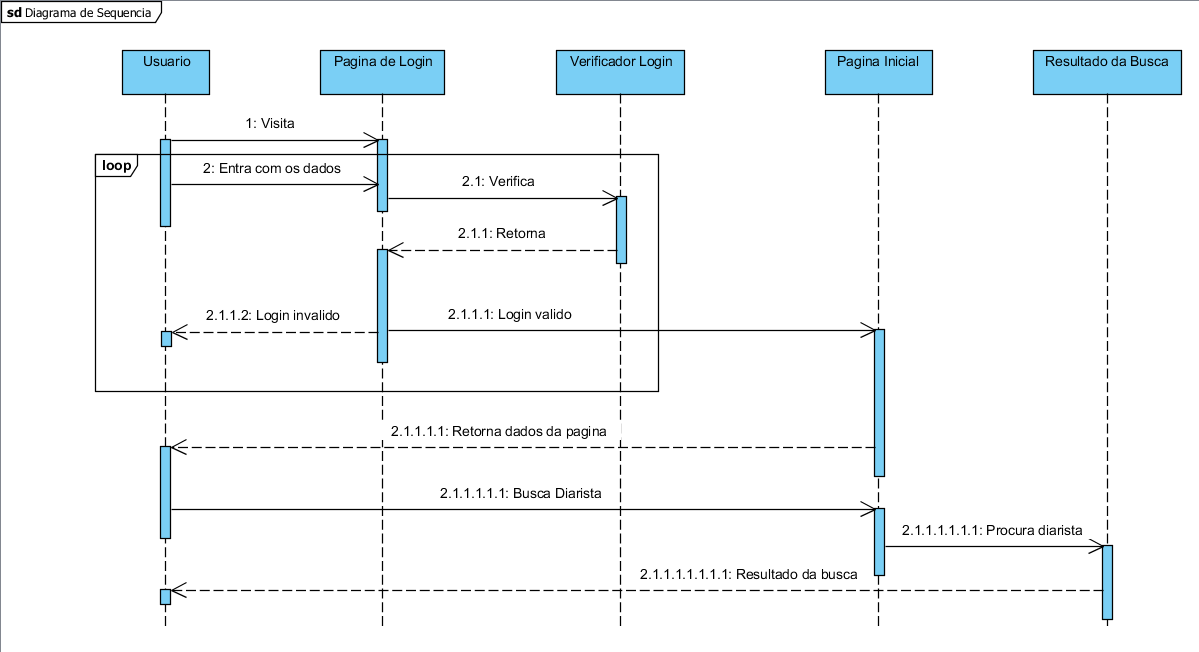 sd Diagrama de Sequencia
Usuario
Pagina de Login
Verificador Login
Pagina Inicial
Resultado da Busca
1: Visita
loop
2: Entra com os dados
2.1: Verifica
2.1.1: Retorna
2.1.1.2: Login invalido
2.1.1.1: Login valido
2.1.1.1.1: Retorna dados da pagina
2.1.1.1.1.1: Busca Diarista
2.1.1.1.1.1.1: Procura diarista
2.1.1.1.1.1.1.1: Resultado da busca